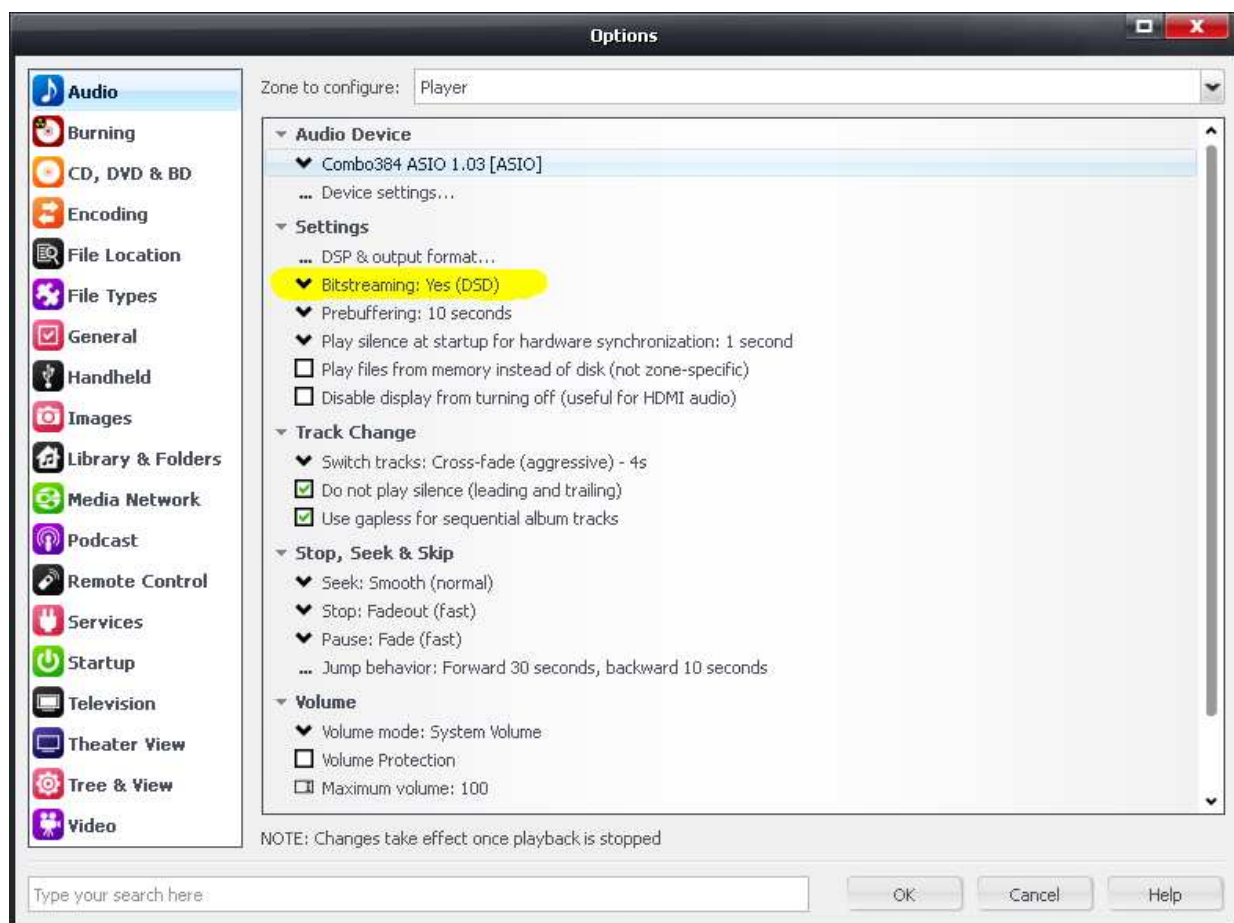 Options
Audio
Burning
CD, DVD & BD
Encoding
File Location
File Types
General
Handheld
Images
Library & Folders
Media Network
Podcast
Remote Control
Services
Startup
Television
Theater View
Tree & View
Video
Zone to configure: Player
Audio Device
Combo384 ASIO 1.03 [ASIO]
... Device settings...
Settings
... DSP & output format...
Bitstreaming: Yes (DSD)
Prebuffering: 10 seconds
Play silence at startup for hardware synchronization: 1 second
Play files from memory instead of disk (not zone-specific)
Disable display from turning off (useful for HDMI audio)
Track Change
Switch tracks: Cross-fade (aggressive) - 4s
Do not play silence (leading and trailing)
Use gapless for sequential album tracks
Stop, Seek & Skip
Seek: Smooth (normal)
Stop: Fadeout (fast)
Pause: Fade (fast)
... Jump behavior: Forward 30 seconds, backward 10 seconds
Volume
Volume mode: System Volume
Volume Protection
Maximum volume: 100
NOTE: Changes take effect once playback is stopped
Type your search here
OK Cancel Help